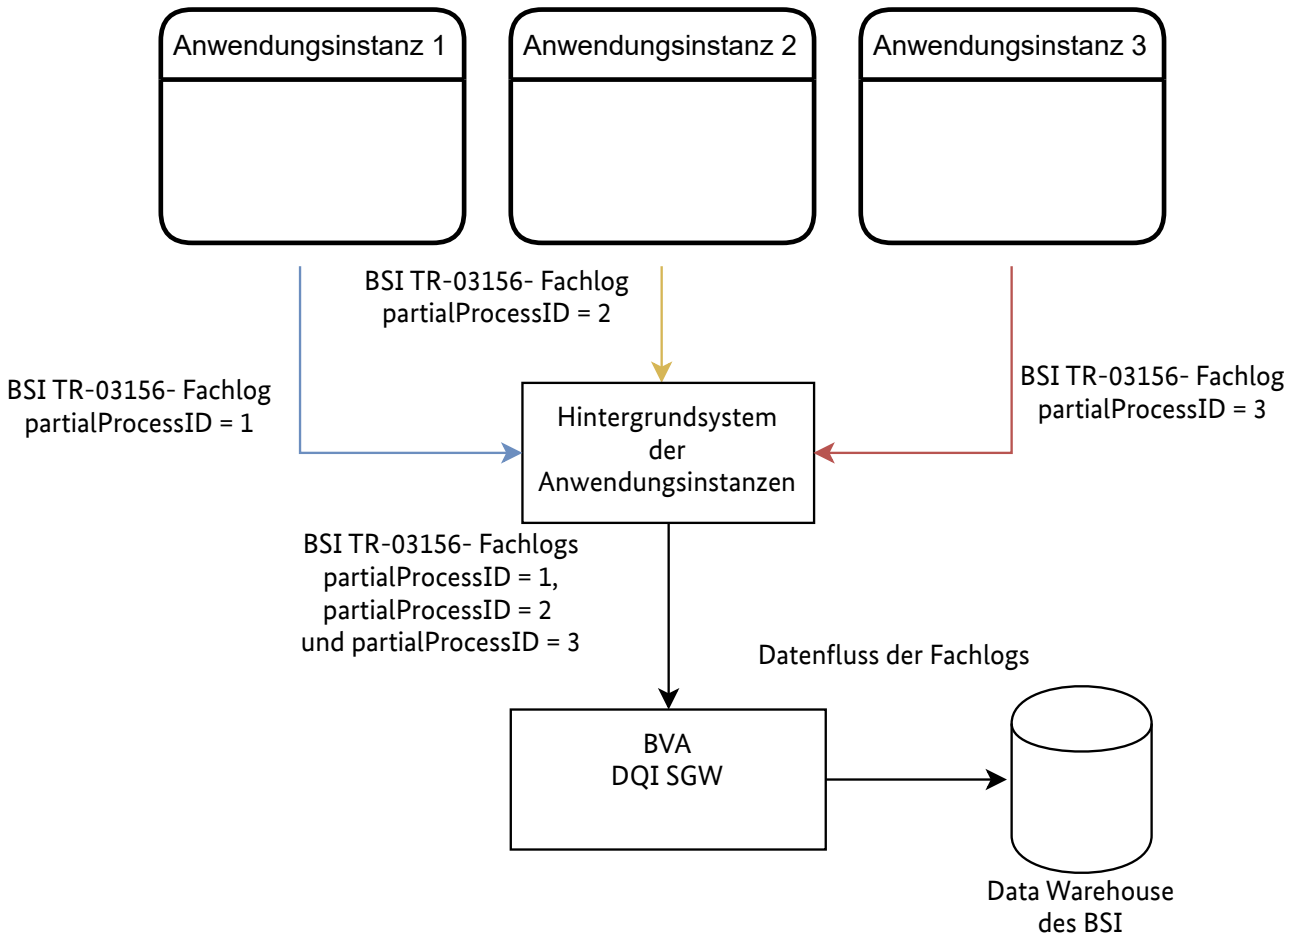 Anwendungsinstanz 1
Anwendungsinstanz 2
Anwendungsinstanz 3
BSI TR-03156- Fachlog
partialProcessID = 2
BSI TR-03156- Fachlog
partialProcessID = 1
BSI TR-03156- Fachlog
partialProcessID = 3
Hintergrundsystem
der
Anwendungsinstanzen
BSI TR-03156- Fachlogs
partialProcessID = 1,
partialProcessID = 2
und partialProcessID = 3
Datenfluss der Fachlogs
BVA
DQI SGW
Data Warehouse
des BSI